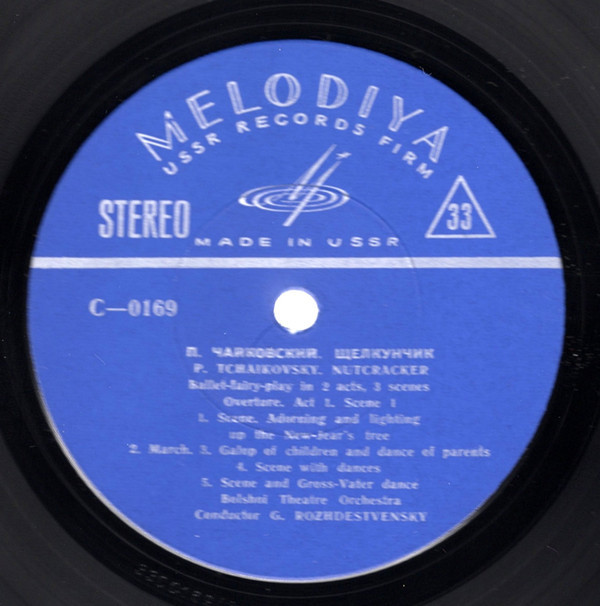 MELODIYA
USSR RECORDS FIRM
STEREO
33
MADE IN USSR
C—0169
П. ЧАЙКОВСКИЙ. ЩЕЛКУНЧИК
P. TCHAIKOVSKY. NUTCRACKER
Ballet-fairy-play in 2 acts, 3 scenes
Overture. Act 1. Scene 1
1. Scene. Adorning and lighting
up the New-Year's tree
2. March. 3. Galop of children and dance of parents
4. Scene with dances
5. Scene and Gross-Vater dance
Bolshoi Theatre Orchestra
Conductor G. ROZHDESTVENSKY